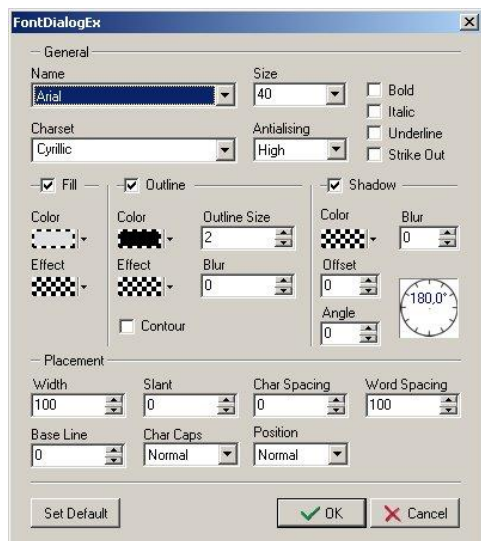 FontDialogEx
General
Name
Size
Arial
40
Bold
Italic
Charset
Antialising
Underline
Cyrillic
High
Strike Out
Fill
Outline
Shadow
Color
Color
Outline Size
Color
Blur
2
0
Effect
Effect
Blur
Offset
0
0
180,0°
Contour
Angle
0
Placement
Width
Slant
Char Spacing
Word Spacing
100
0
0
100
Base Line
Char Caps
Position
0
Normal
Normal
Set Default
OK
Cancel